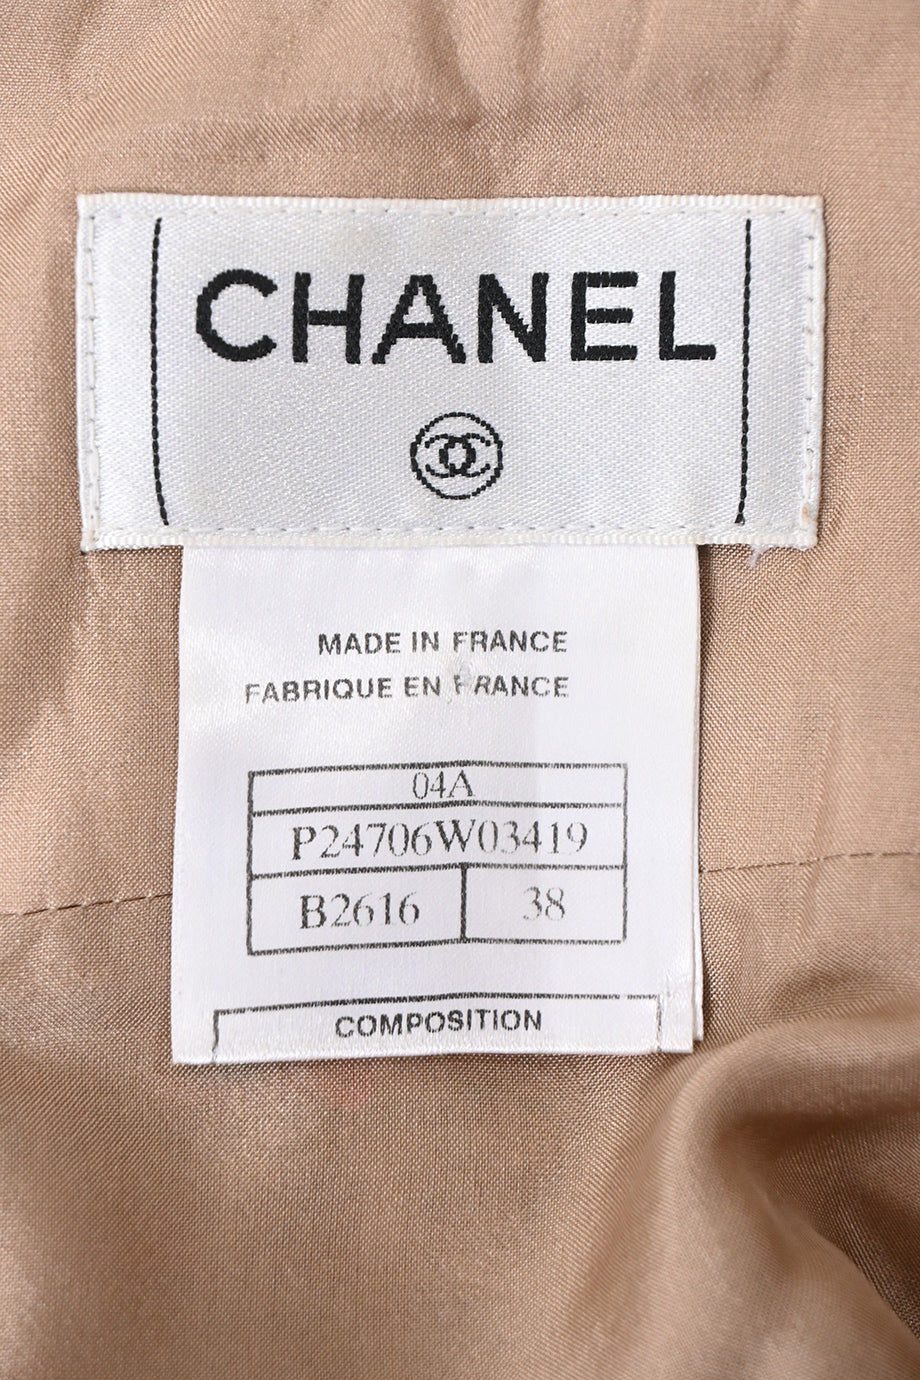 CHANEL
MADE IN FRANCE
FABRIQUE EN FRANCE
04A
P24706W03419
B2616 38
COMPOSITION